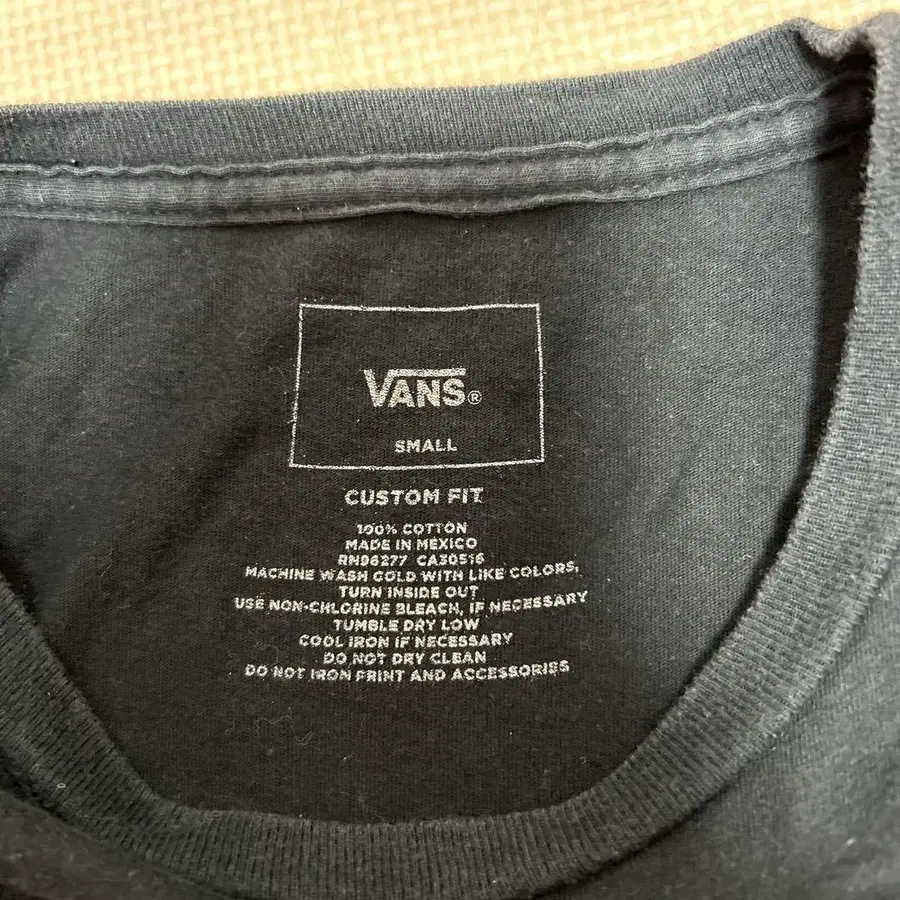 VANS®
SMALL
CUSTOM FIT
100% COTTON
MADE IN MEXICO
RN96277 CA30516
MACHINE WASH COLD WITH LIKE COLORS,
TURN INSIDE OUT
USE NON-CHLORINE BLEACH, IF NECESSARY
TUMBLE DRY LOW
COOL IRON IF NECESSARY
DO NOT DRY CLEAN
DO NOT IRON PRINT AND ACCESSORIES